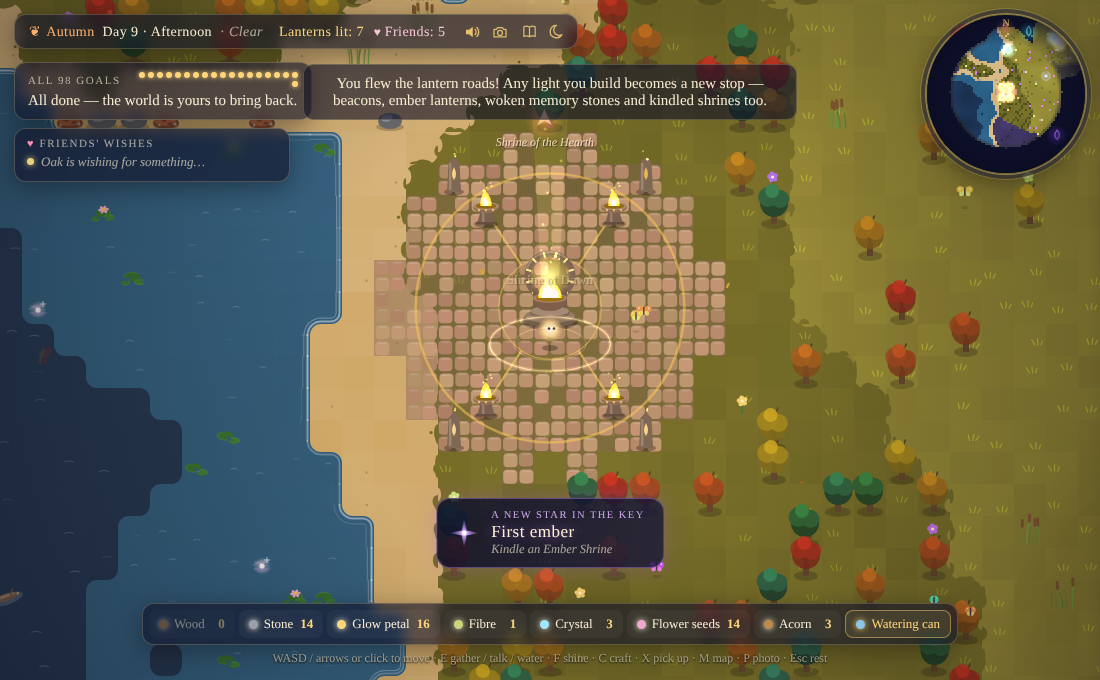 Autumn Day 9 · Afternoon · Clear Lanterns lit: 7 ♥ Friends: 5
N
ALL 98 GOALS
All done — the world is yours to bring back.
You flew the lantern roads! Any light you build becomes a new stop —
beacons, ember lanterns, woken memory stones and kindled shrines too.
♥ FRIENDS' WISHES
Oak is wishing for something…
Shrine of the Hearth
Shrine of Dawn
A NEW STAR IN THE KEY
First ember
Kindle an Ember Shrine
Wood 0 Stone 14 Glow petal 16 Fibre 1 Crystal 3 Flower seeds 14 Acorn 3 Watering can
WASD / arrows or click to move · E gather / talk / water · F shine · C craft · X pick up · M map · P photo · Esc rest